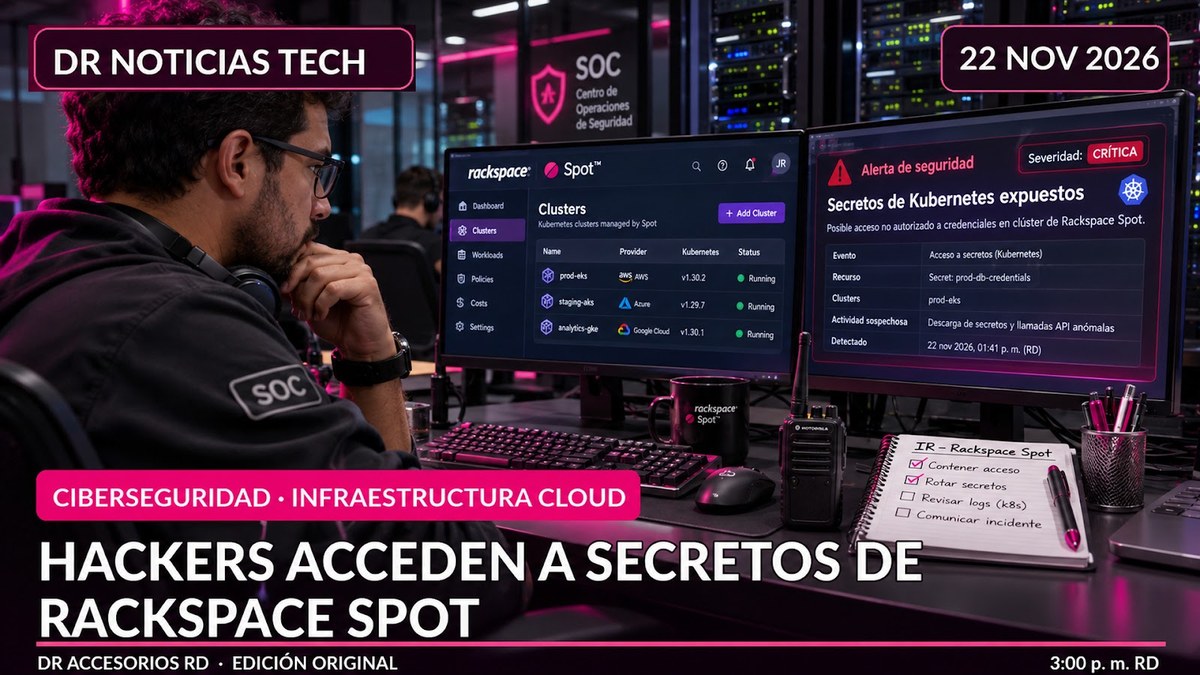 DR NOTICIAS TECH
22 NOV 2026
SOC
Centro de
Operaciones
de Seguridad
rackspace Spot™
JR
Dashboard
Clusters
Workloads
Policies
Costs
Settings
Clusters
Kubernetes clusters managed by Spot
+ Add Cluster
Name Provider Kubernetes Status
prod-eks aws AWS v1.30.2 Running
staging-aks Azure v1.29.7 Running
analytics-gke Google Cloud v1.30.1 Running
Alerta de seguridad
Severidad: CRÍTICA
Secretos de Kubernetes expuestos
Posible acceso no autorizado a credenciales en clúster de Rackspace Spot.
Evento Acceso a secretos (Kubernetes)
Recurso Secret: prod-db-credentials
Clusters prod-eks
Actividad sospechosa Descarga de secretos y llamadas API anómalas
Detectado 22 nov 2026, 01:41 p. m. (RD)
SOC
rackspace
Spot™
MOTOROLA
IR – Rackspace Spot
Contener acceso
Rotar secretos
Revisar logs (k8s)
Comunicar incidente
CIBERSEGURIDAD · INFRAESTRUCTURA CLOUD
HACKERS ACCEDEN A SECRETOS DE
RACKSPACE SPOT
DR ACCESORIOS RD · EDICIÓN ORIGINAL
3:00 p. m. RD